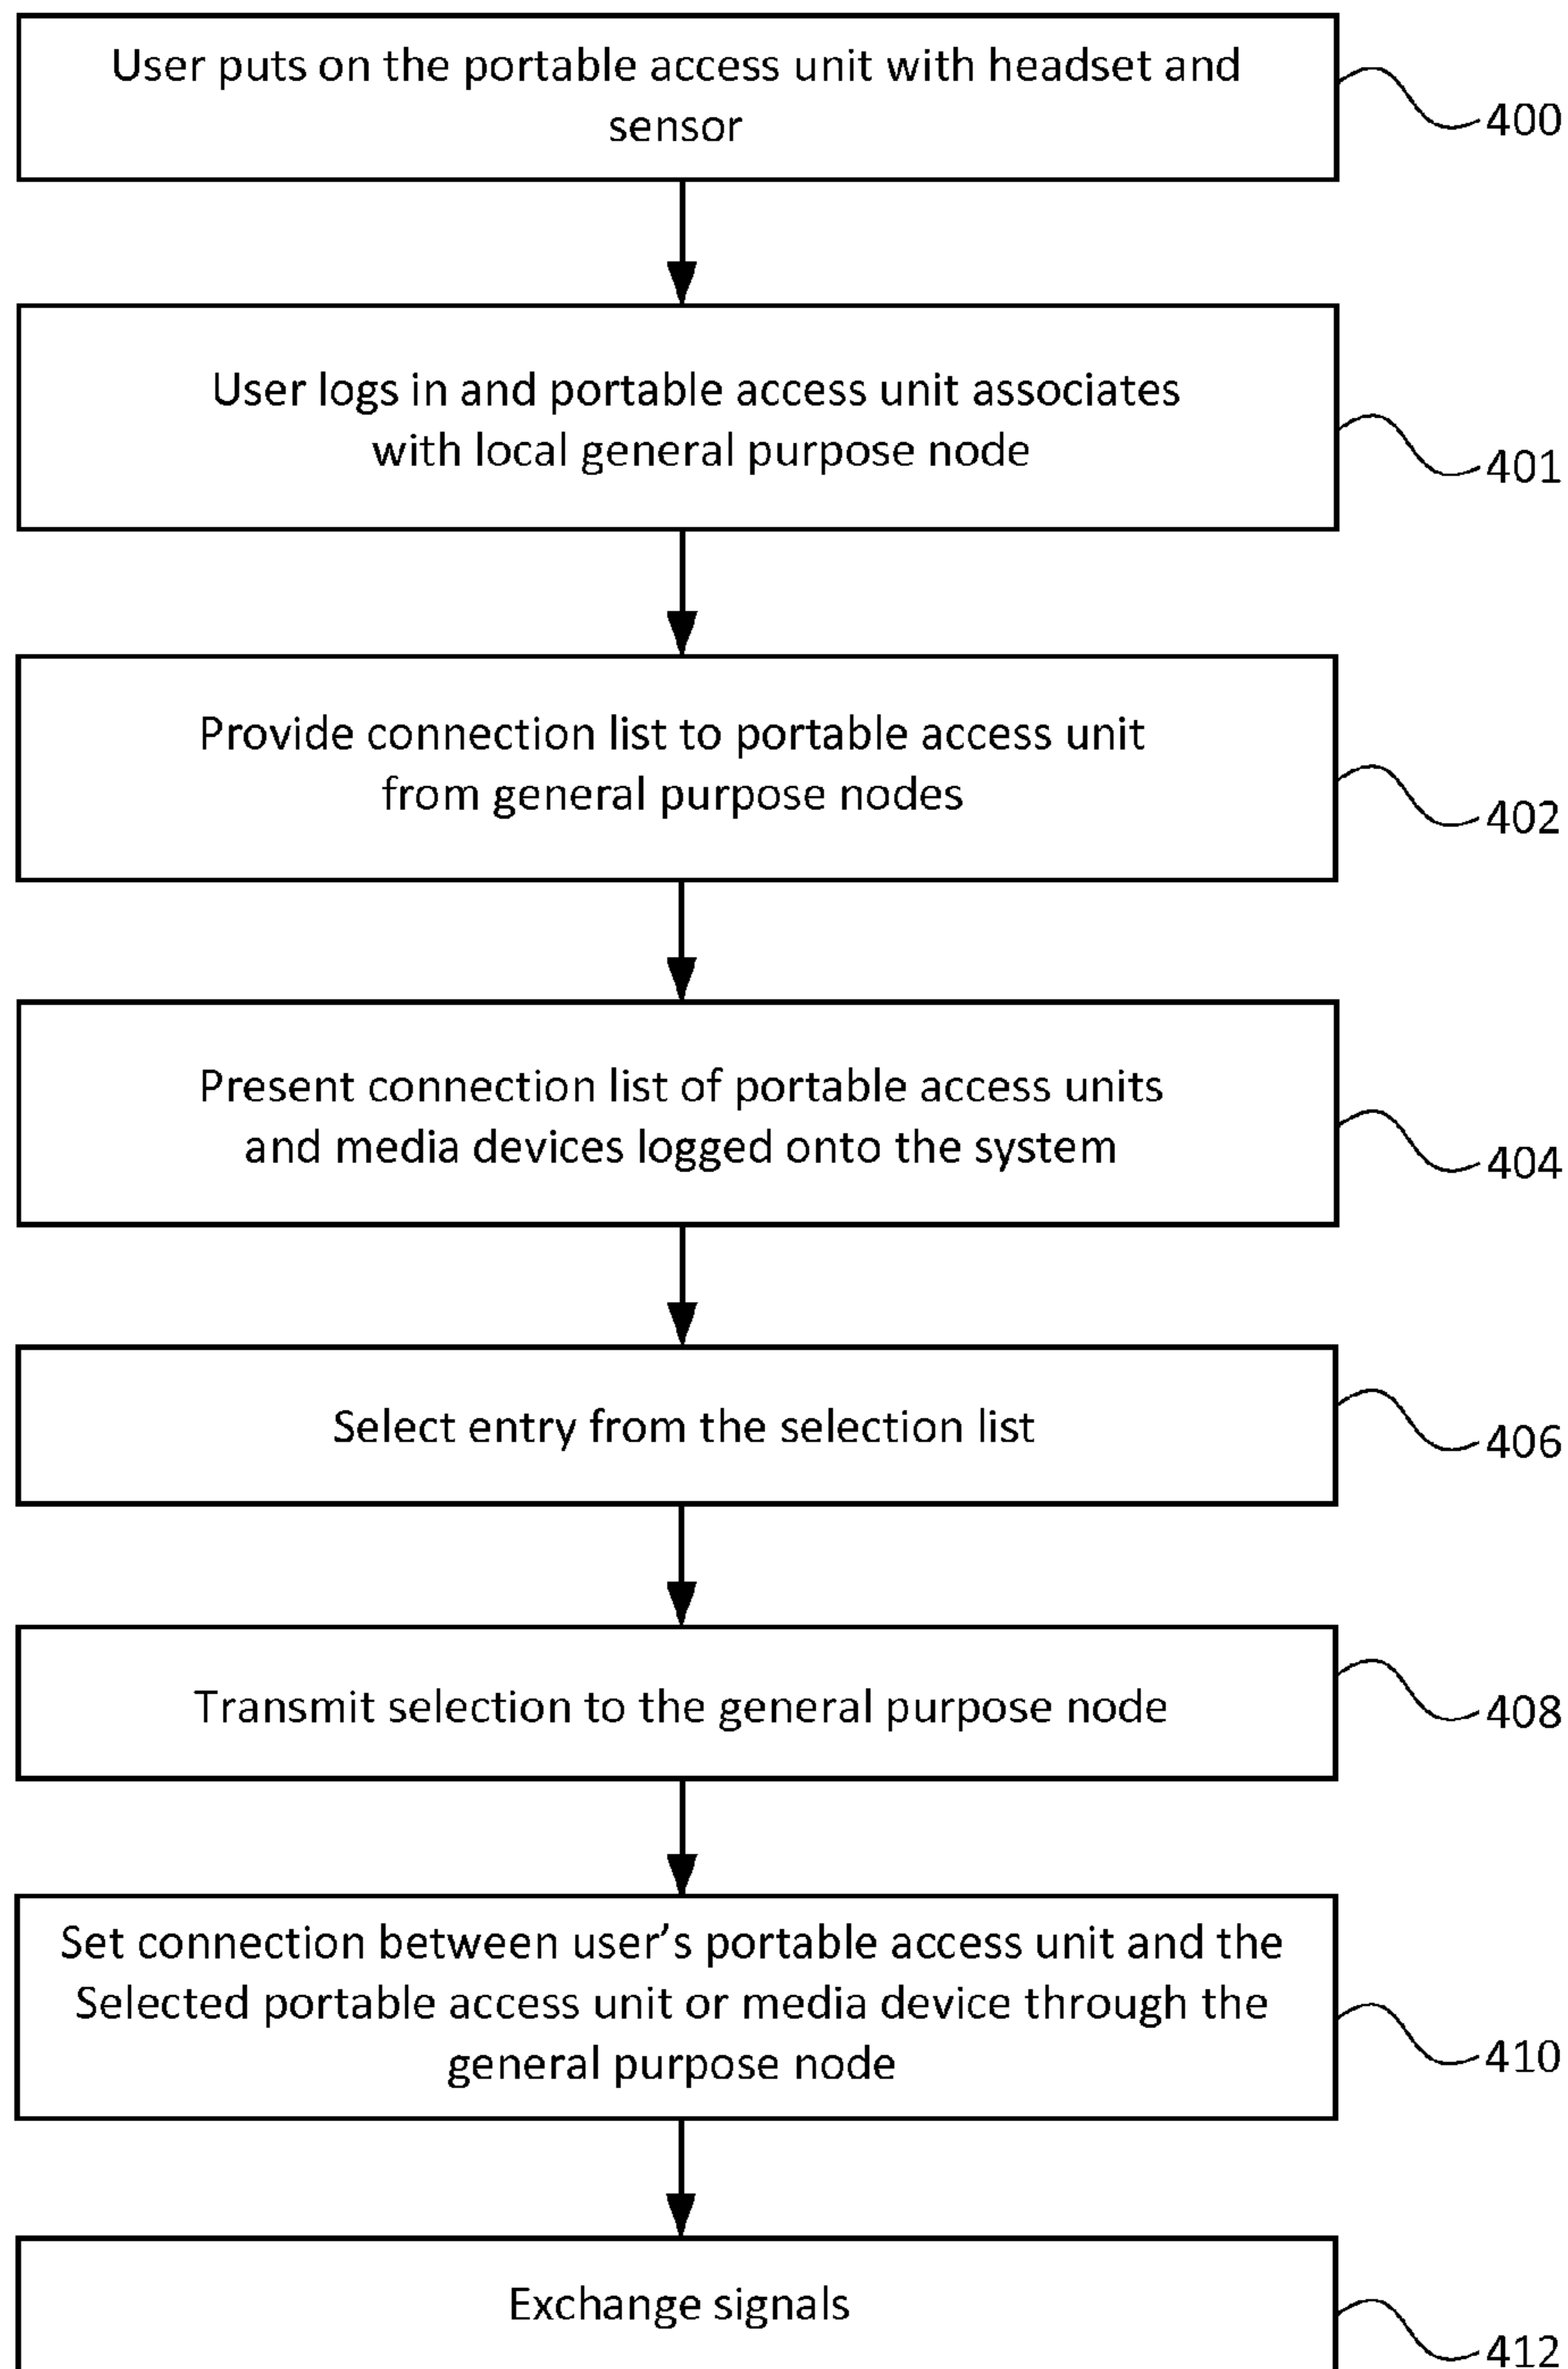 User puts on the portable access unit with headset and
sensor
400
User logs in and portable access unit associates
with local general purpose node
401
Provide connection list to portable access unit
from general purpose nodes
402
Present connection list of portable access units
and media devices logged onto the system
404
Select entry from the selection list
406
Transmit selection to the general purpose node
408
Set connection between user’s portable access unit and the
Selected portable access unit or media device through the
general purpose node
410
Exchange signals
412